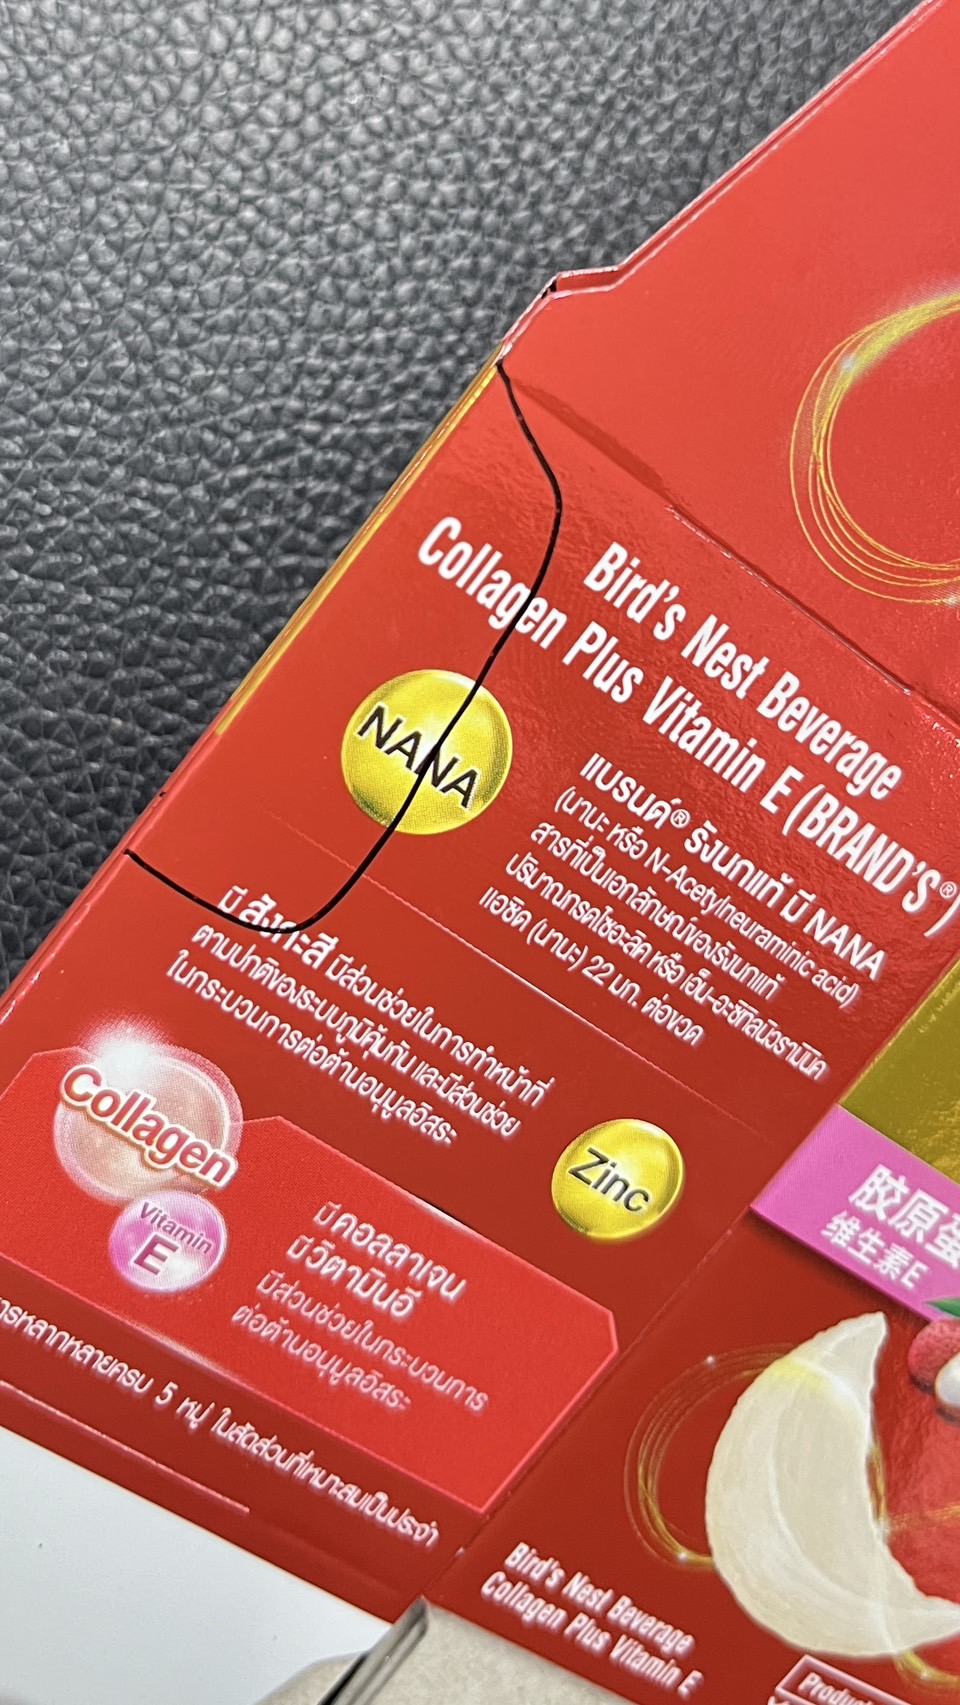 Bird's Nest Beverage
Collagen Plus Vitamin E (BRAND'S®)
NANA
แบรนด์® รังนกแท้ มี NANA
(นานะ หรือ N-Acetylneuraminic acid)
สารที่เป็นเอกลักษณ์ของรังนกแท้
ปริมาณกรดไซอะลิค หรือ เอ็น-อะซิทิลนิวรามินิค
แอซิด (นานะ) 22 มก. ต่อขวด
มี สังกะสี มีส่วนช่วยในการทำหน้าที่
ตามปกติของระบบภูมิคุ้มกัน และมีส่วนช่วย
ในกระบวนการต่อต้านอนุมูลอิสระ
Zinc
Collagen
Vitamin
E
มี คอลลาเจน
มี วิตามินอี
มีส่วนช่วยในกระบวนการ
ต่อต้านอนุมูลอิสระ
หลากหลายครบ 5 หมู่ ในสัดส่วนที่เหมาะสมเป็นประจำ
胶原蛋
维生素E
Bird's Nest Beverage
Collagen Plus Vitamin E